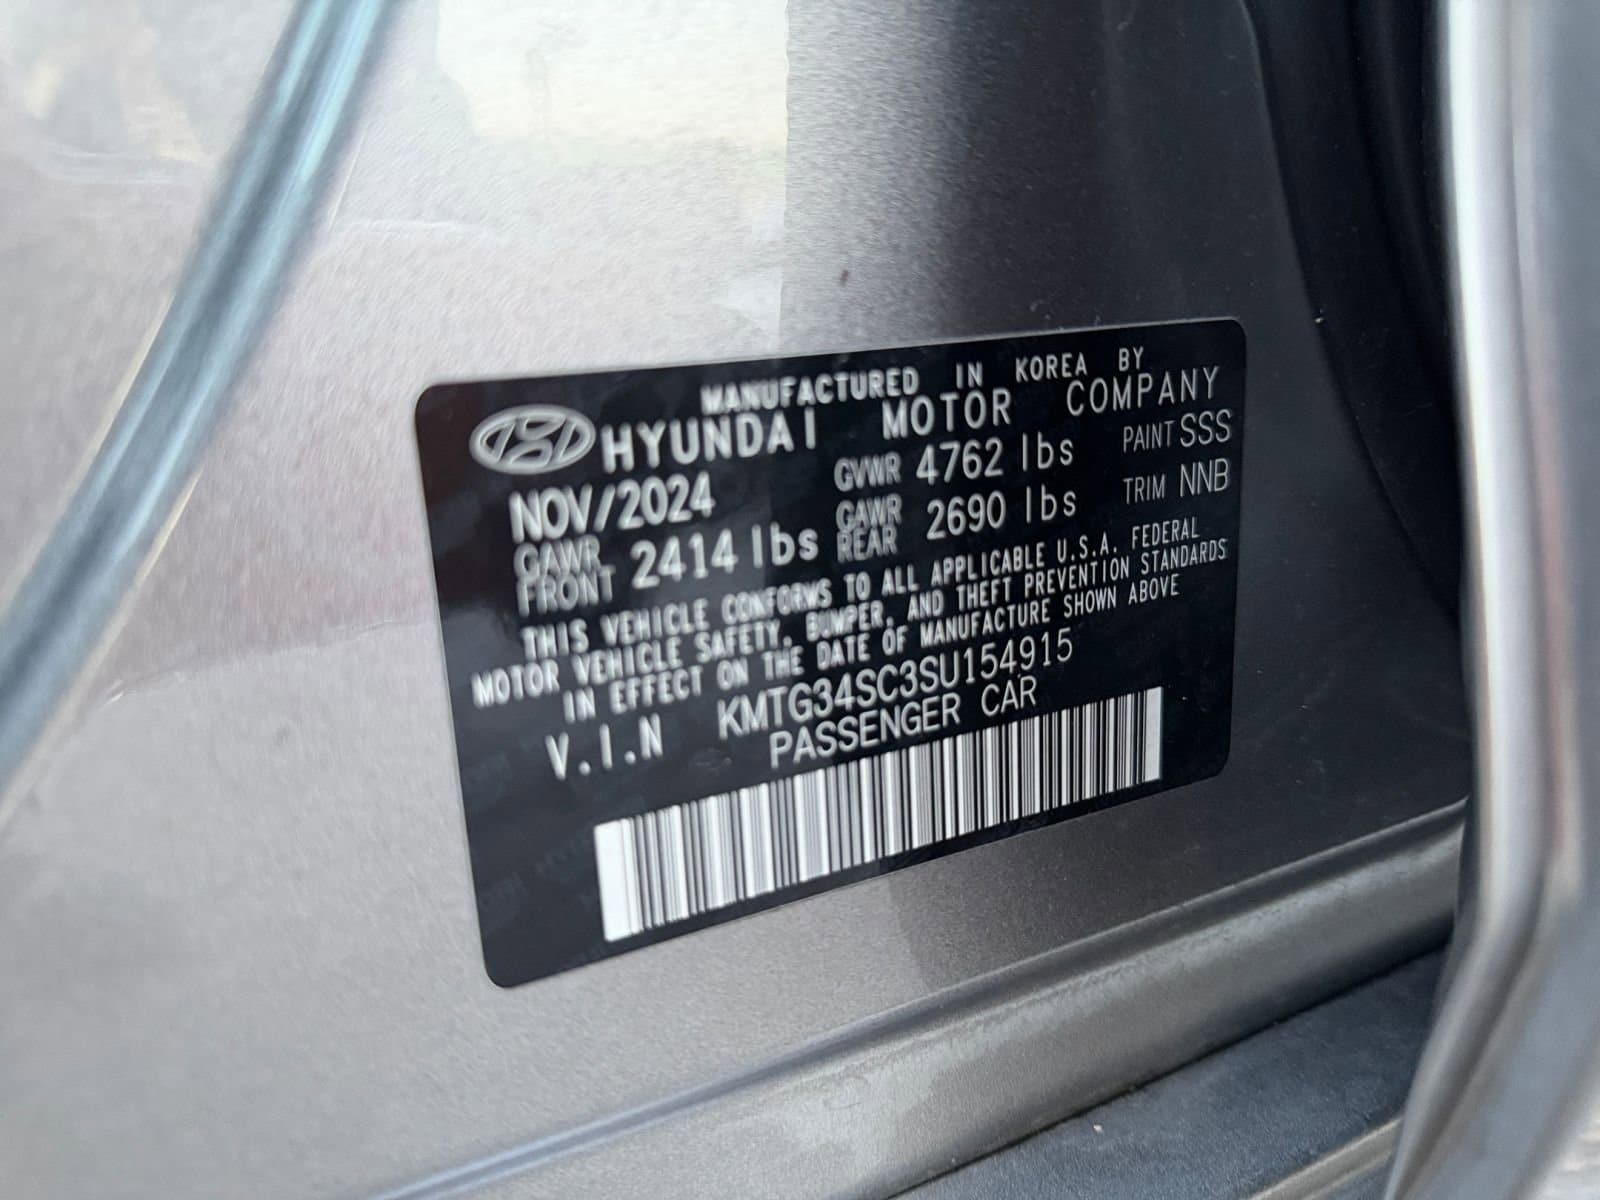 MANUFACTURED IN KOREA BY
HYUNDAI MOTOR COMPANY
NOV/2024 GVWR 4762 lbs PAINT SSS
GAWR FRONT 2414 lbs GAWR REAR 2690 lbs TRIM NNB
THIS VEHICLE CONFORMS TO ALL APPLICABLE U.S.A. FEDERAL
MOTOR VEHICLE SAFETY, BUMPER, AND THEFT PREVENTION STANDARDS
IN EFFECT ON THE DATE OF MANUFACTURE SHOWN ABOVE
V.I.N KMTG34SC3SU154915
PASSENGER CAR